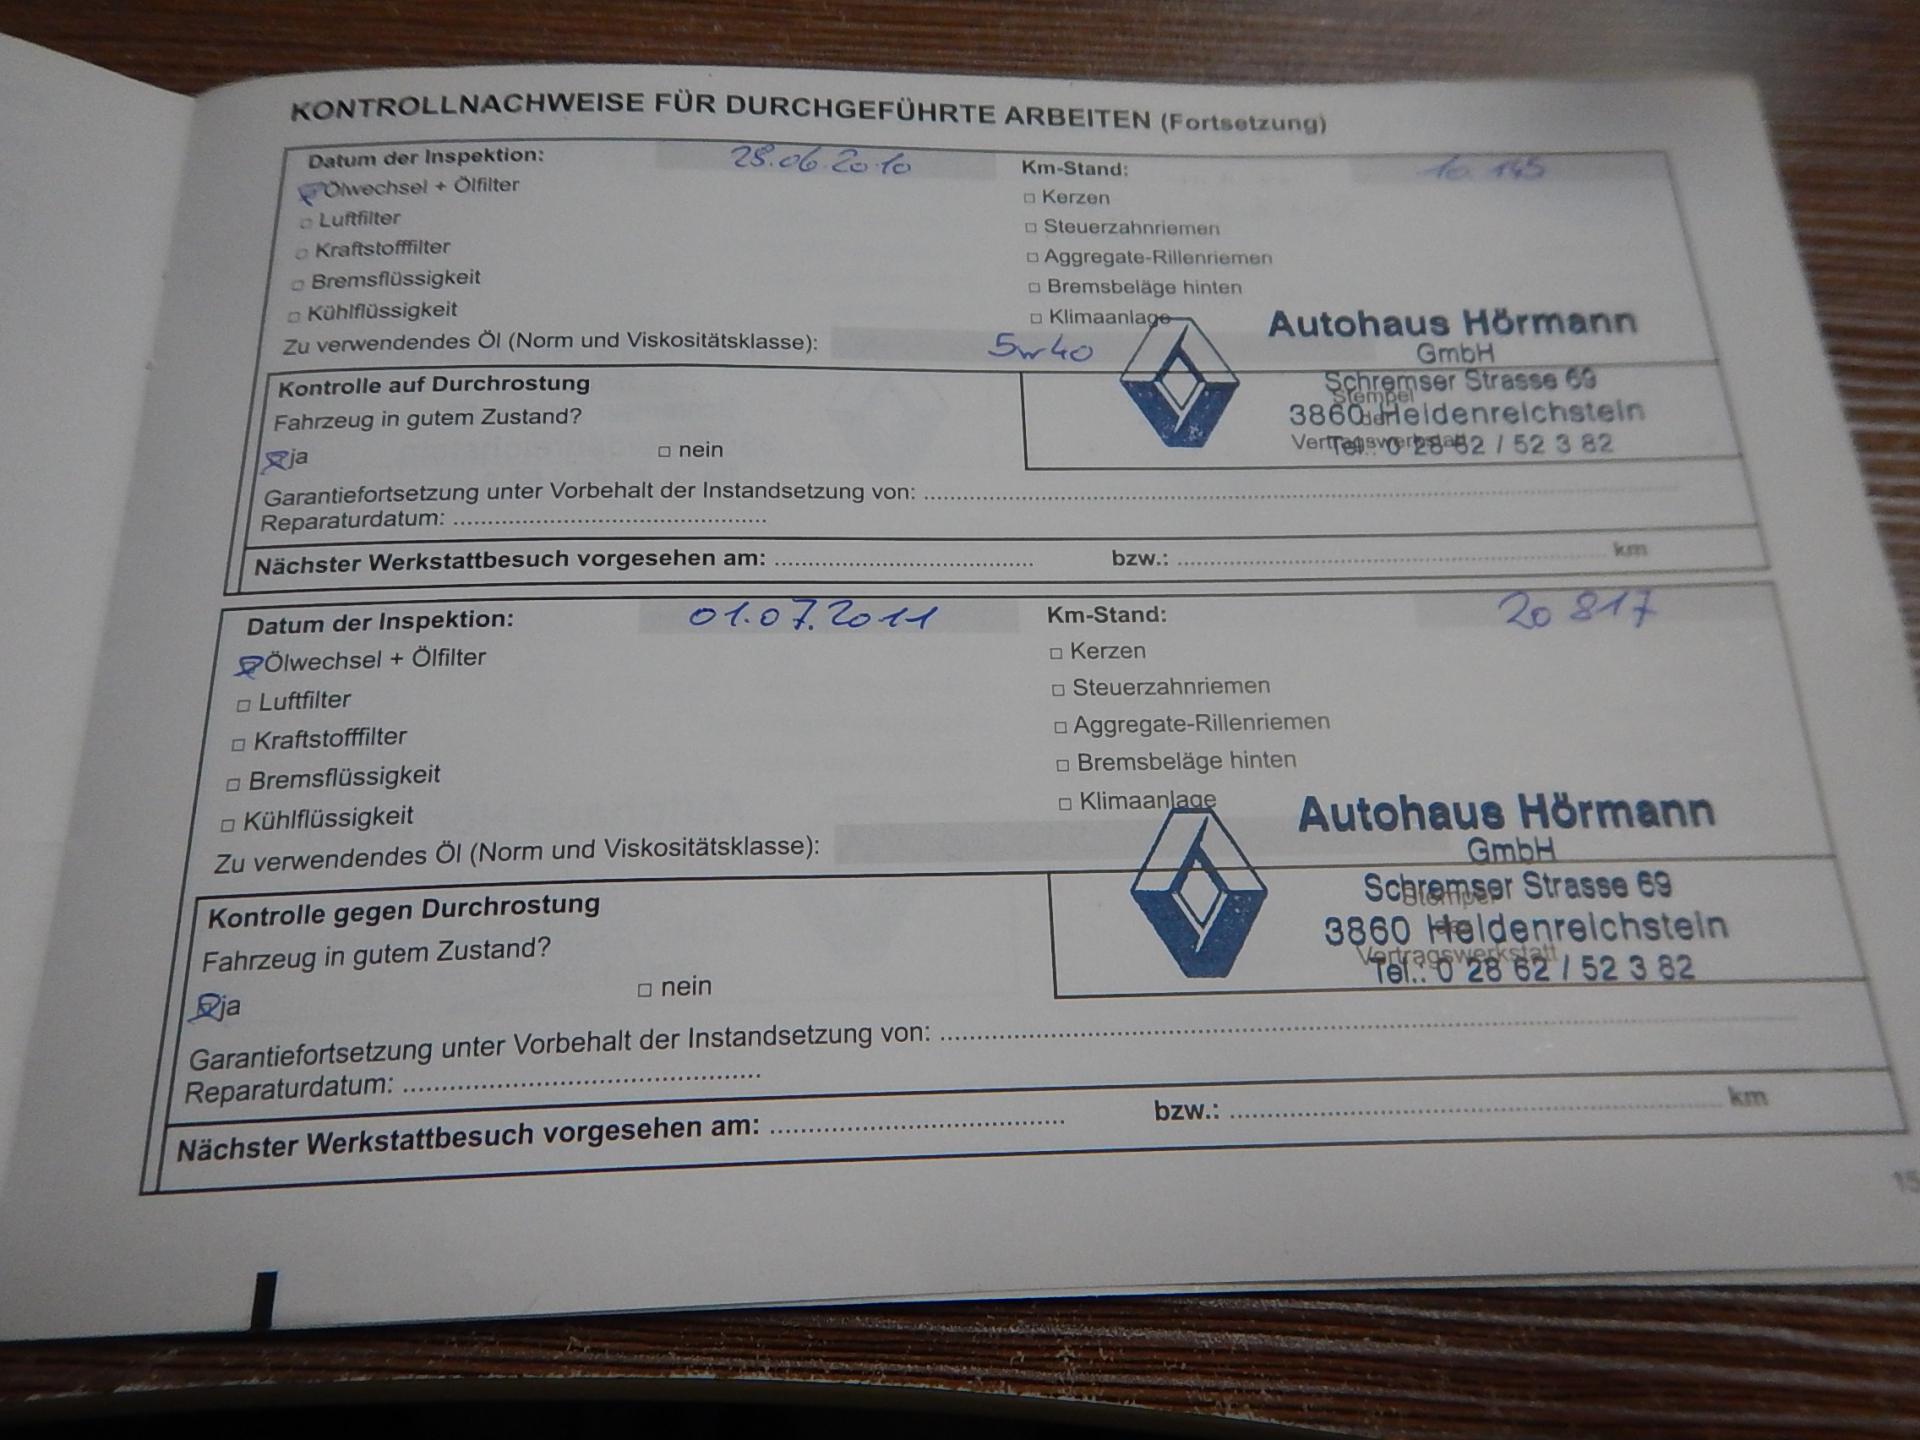 KONTROLLNACHWEISE FÜR DURCHGEFÜHRTE ARBEITEN (Fortsetzung)
Datum der Inspektion: 28.06.2010 Km-Stand: 10 145
Ölwechsel + Ölfilter
□ Kerzen
□ Luftfilter
□ Steuerzahnriemen
□ Kraftstofffilter
□ Aggregate-Rillenriemen
□ Bremsflüssigkeit
□ Bremsbeläge hinten
□ Kühlflüssigkeit
□ Klimaanlage
Zu verwendendes Öl (Norm und Viskositätsklasse): 5w40
Autohaus Hörmann
GmbH
Schremser Strasse 69
3860 Heidenreichstein
Tel.: 0 28 62 / 52 3 82
Stempel
der
Vertragswerkstatt
Kontrolle auf Durchrostung
Fahrzeug in gutem Zustand?
ja □ nein
Garantiefortsetzung unter Vorbehalt der Instandsetzung von:
Reparaturdatum:
Nächster Werkstattbesuch vorgesehen am: bzw.: km
Datum der Inspektion: 01.07.2011 Km-Stand: 20 817
Ölwechsel + Ölfilter
□ Kerzen
□ Luftfilter
□ Steuerzahnriemen
□ Kraftstofffilter
□ Aggregate-Rillenriemen
□ Bremsflüssigkeit
□ Bremsbeläge hinten
□ Kühlflüssigkeit
□ Klimaanlage
Zu verwendendes Öl (Norm und Viskositätsklasse):
Autohaus Hörmann
GmbH
Schremser Strasse 69
3860 Heidenreichstein
Tel.: 0 28 62 / 52 3 82
Stempel
der
Vertragswerkstatt
Kontrolle gegen Durchrostung
Fahrzeug in gutem Zustand?
ja □ nein
Garantiefortsetzung unter Vorbehalt der Instandsetzung von:
Reparaturdatum:
Nächster Werkstattbesuch vorgesehen am: bzw.: km
15